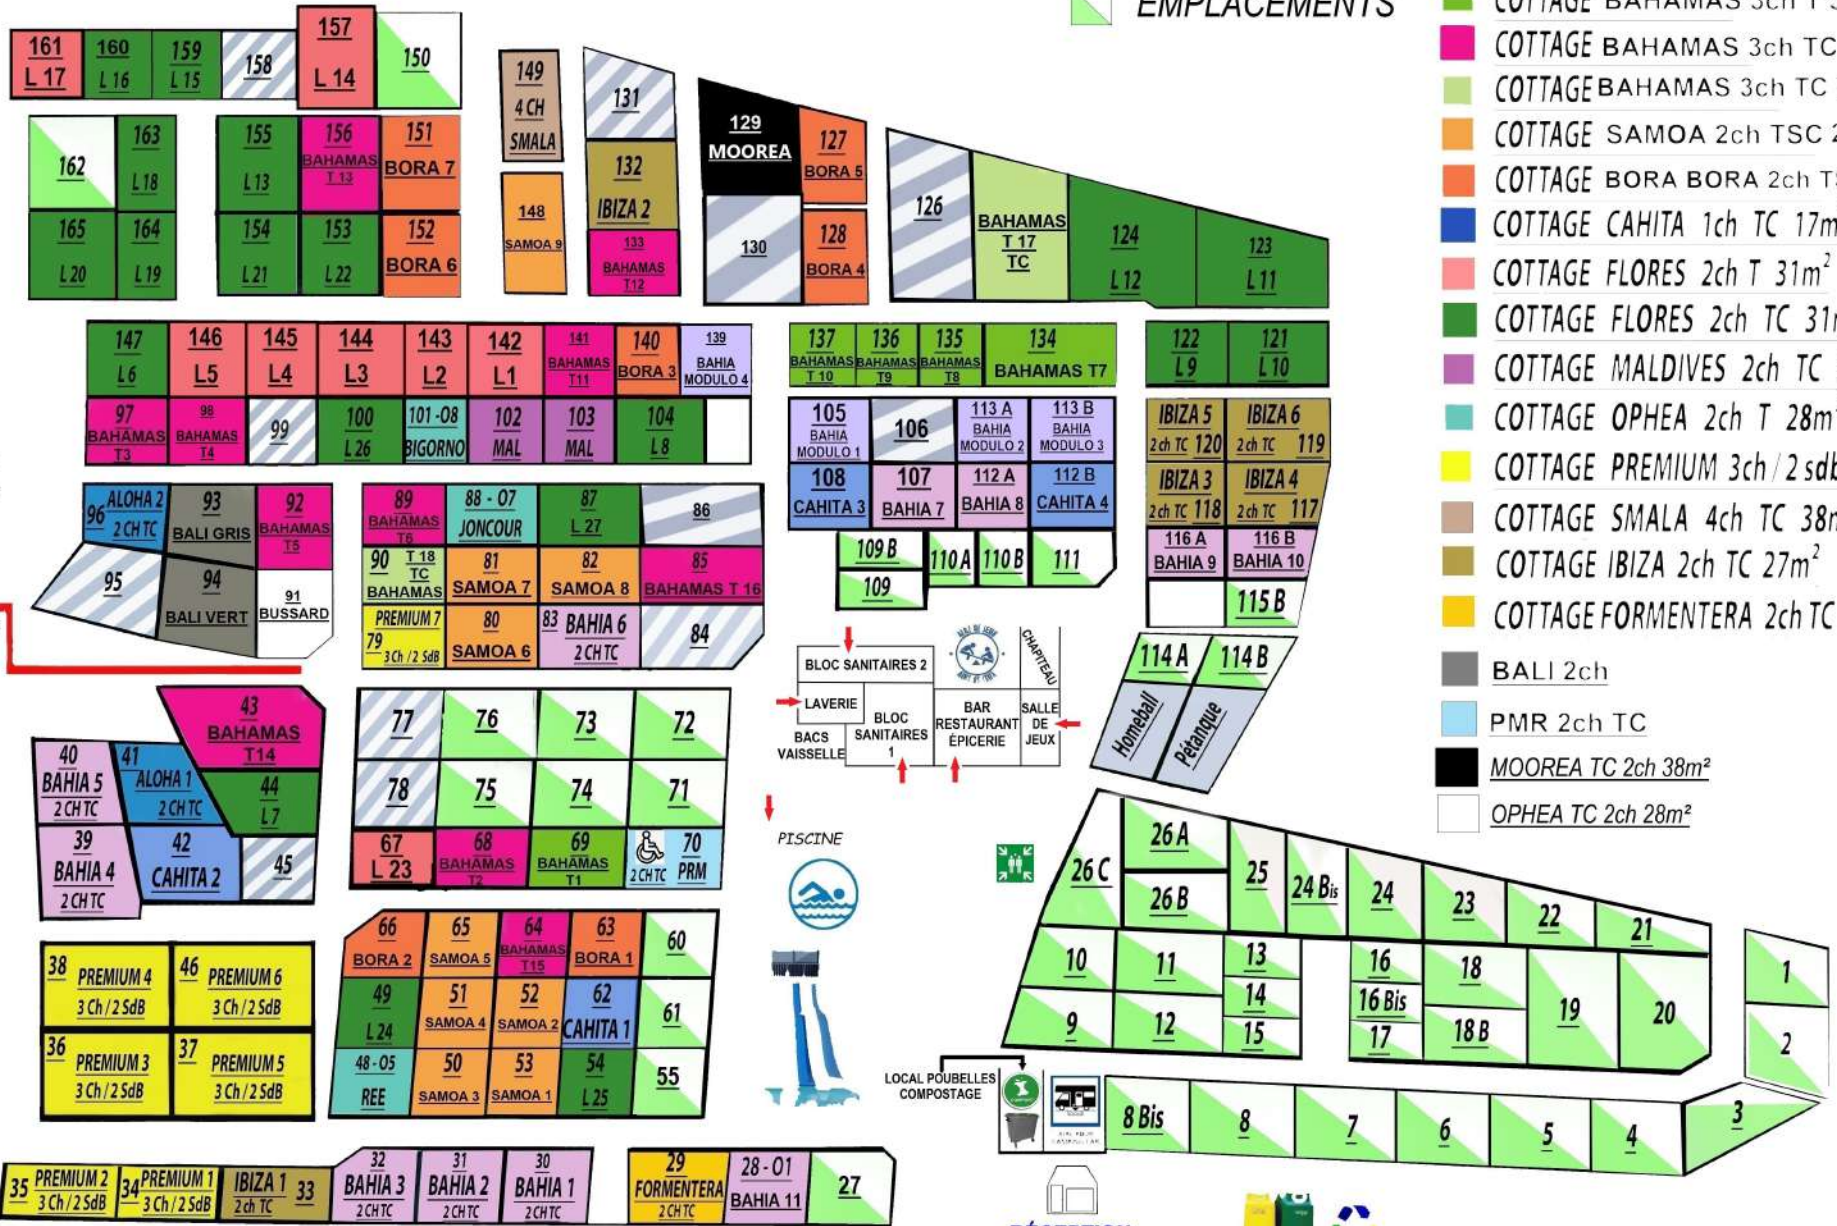 EMPLACEMENTS
COTTAGE BAHAMAS 3ch T
COTTAGE BAHAMAS 3ch TC
COTTAGE BAHAMAS 3ch TC
COTTAGE SAMOA 2ch TSC 2
COTTAGE BORA BORA 2ch
COTTAGE CAHITA 1ch TC 17m
COTTAGE FLORES 2ch T 31m²
COTTAGE FLORES 2ch TC 31
COTTAGE MALDIVES 2ch TC
COTTAGE OPHEA 2ch T 28m
COTTAGE PREMIUM 3ch / 2 sdb
COTTAGE SMALA 4ch TC 38
COTTAGE IBIZA 2ch TC 27m²
COTTAGE FORMENTERA 2ch TC
BALI 2ch
PMR 2ch TC
MOOREA TC 2ch 38m²
OPHEA TC 2ch 28m²
161
L 17
160
L 16
159
L 15
158
157
L 14
150
162
163
L 18
165
L 20
164
L 19
155
L 13
156
BAHAMAS
T 13
151
BORA 7
154
L 21
153
L 22
152
BORA 6
149
4 CH
SMALA
148
SAMOA 9
131
132
IBIZA 2
133
BAHAMAS
T12
129
MOOREA
127
BORA 5
130
128
BORA 4
126
BAHAMAS
T 17
TC
124
L 12
123
L 11
147
L6
146
L5
145
L4
144
L3
143
L2
142
L1
141
BAHAMAS
T11
140
BORA 3
139
BAHIA
MODULO 4
97
BAHAMAS
T3
98
BAHAMAS
T4
99
100
L 26
101 -08
BIGORNO
102
MAL
103
MAL
104
L 8
137
BAHAMAS
T 10
136
BAHAMAS
T9
135
BAHAMAS
T8
134
BAHAMAS T7
122
L 9
121
L 10
105
BAHIA
MODULO 1
106
113 A
BAHIA
MODULO 2
113 B
BAHIA
MODULO 3
108
CAHITA 3
107
BAHIA 7
112 A
BAHIA 8
112 B
CAHITA 4
109 B
109
110 A
110 B
111
IBIZA 5
2 ch TC 120
IBIZA 6
2 ch TC 119
IBIZA 3
2 ch TC 118
IBIZA 4
2 ch TC 117
116 A
BAHIA 9
116 B
BAHIA 10
115 B
114 A
114 B
Homeball
Pétanque
96 ALOHA 2
2 CH TC
93
BALI GRIS
92
BAHAMAS
T5
95
94
BALI VERT
91
BUSSARD
89
BAHAMAS
T6
88 - 07
JONCOUR
87
L 27
86
90 T 18
TC
BAHAMAS
81
SAMOA 7
82
SAMOA 8
85
BAHAMAS T 16
PREMIUM 7
79 3 Ch / 2 SdB
80
SAMOA 6
83 BAHIA 6
2 CH TC
84
BLOC SANITAIRES 2
LAVERIE
BACS
VAISSELLE
BLOC
SANITAIRES
1
BAR
RESTAURANT
ÉPICERIE
CHAPITEAU
SALLE
DE
JEUX
43
BAHAMAS
T14
40
BAHIA 5
2 CH TC
41
ALOHA 1
2 CH TC
44
L7
39
BAHIA 4
2 CH TC
42
CAHITA 2
45
77
76
73
72
78
75
74
71
67
L 23
68
BAHAMAS
T2
69
BAHAMAS
T1
70
2 CH TC PRM
PISCINE
38 PREMIUM 4
3 Ch / 2 SdB
46 PREMIUM 6
3 Ch / 2 SdB
36 PREMIUM 3
3 Ch / 2 SdB
37 PREMIUM 5
3 Ch / 2 SdB
66
BORA 2
65
SAMOA 5
64
BAHAMAS
T15
63
BORA 1
60
49
L 24
51
SAMOA 4
52
SAMOA 2
62
CAHITA 1
61
48 - 05
REE
50
SAMOA 3
53
SAMOA 1
54
L 25
55
26 C
26 A
26 B
25
24 Bis
24
23
22
21
10
11
13
14
9
12
15
16
16 Bis
17
18
18 B
19
20
1
2
LOCAL POUBELLES
COMPOSTAGE
8 Bis
8
7
6
5
4
3
35 PREMIUM 2
3 Ch / 2 SdB
34 PREMIUM 1
3 Ch / 2 SdB
IBIZA 1
2 ch TC 33
32
BAHIA 3
2 CH TC
31
BAHIA 2
2 CH TC
30
BAHIA 1
2 CH TC
29
FORMENTERA
2 CH TC
28 - 01
BAHIA 11
27
RÉCEPTION